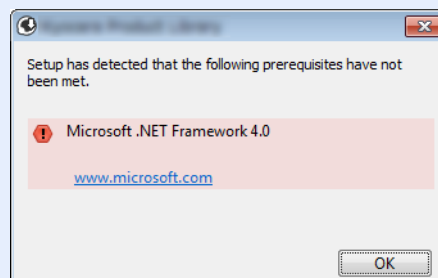 Setup has detected that the following prerequisites have not
been met.
Microsoft .NET Framework 4.0
www.microsoft.com
OK